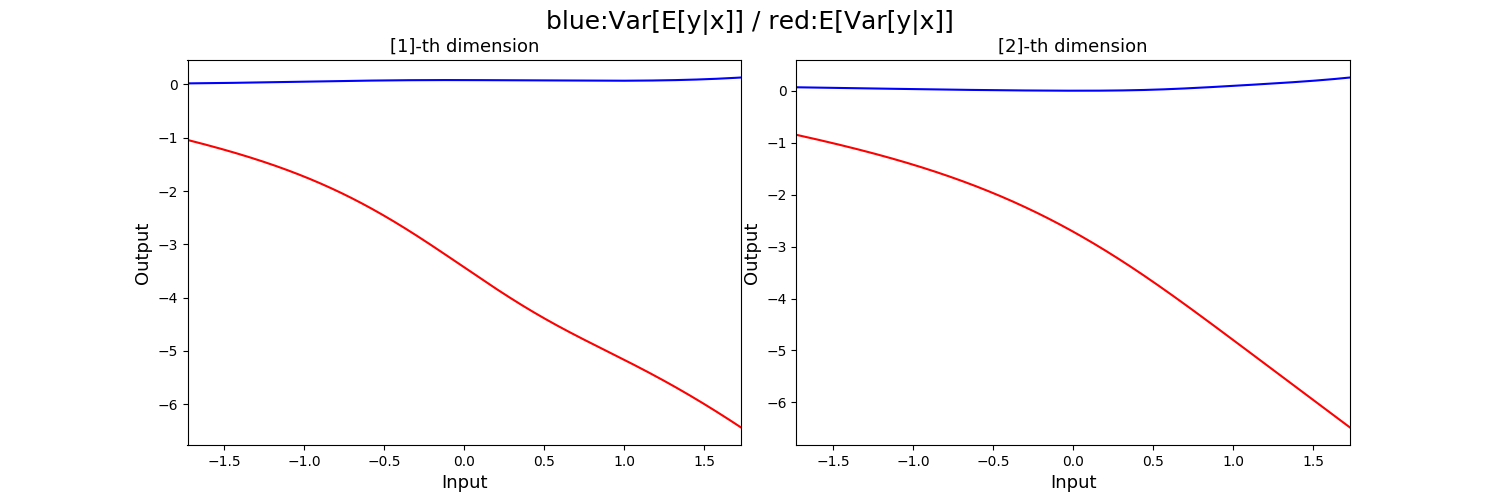 blue:Var[E[y|x]] / red:E[Var[y|x]]
[1]-th dimension
Output
0
−1
−2
−3
−4
−5
−6
−1.5 −1.0 −0.5 0.0 0.5 1.0 1.5
Input
[2]-th dimension
Output
0
−1
−2
−3
−4
−5
−6
−1.5 −1.0 −0.5 0.0 0.5 1.0 1.5
Input